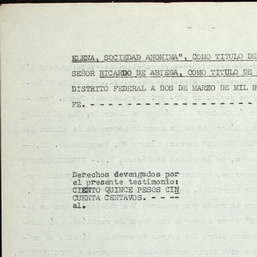 ELENA, SOCIEDAD ANONIMA", COMO TITULO DE
SEÑOR RICARDO DE ABIEGA, COMO TITULO DE
DISTRITO FEDERAL A DOS DE MARZO DE MIL N
FE. - - - - - - - - - - - - - - - - - - - -
Derechos devengados por
el presente testimonio:
CIENTO QUINCE PESOS CIN
CUENTA CENTAVOS. - - --
al.